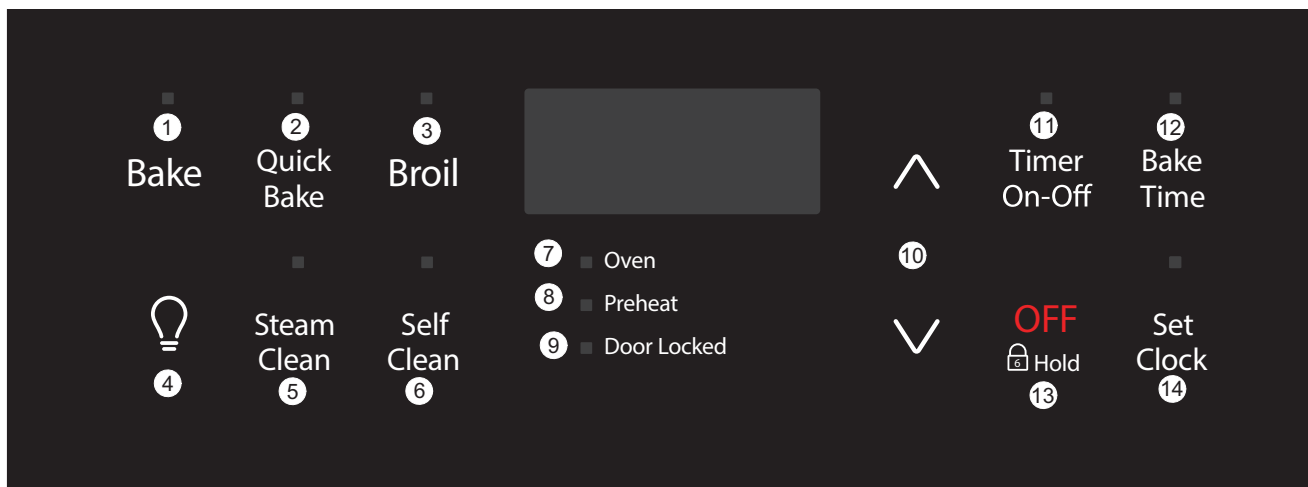 1
Bake
2
Quick
Bake
3
Broil
4
Steam
Clean
5
Self
Clean
6
7
Oven
8
Preheat
9
Door Locked
10
11
Timer
On-Off
12
Bake
Time
OFF
6
Hold
13
Set
Clock
14